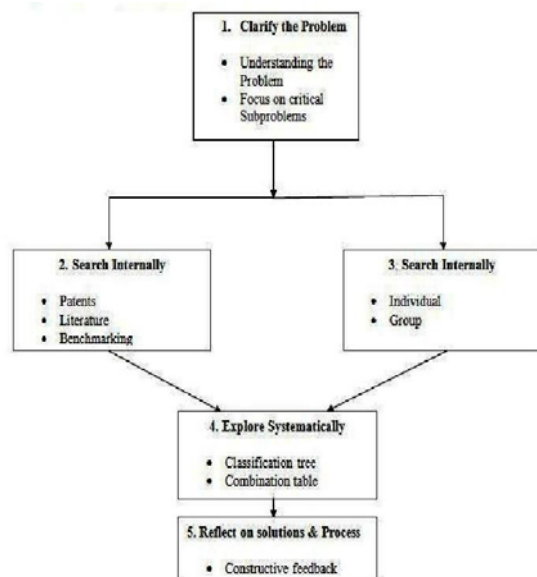 1. Clarify the Problem
• Understanding the
Problem
• Focus on critical
Subproblems
2. Search Internally
• Patents
• Literature
• Benchmarking
3. Search Internally
• Individual
• Group
4. Explore Systematically
• Classification tree
• Combination table
5. Reflect on solutions & Process
• Constructive feedback